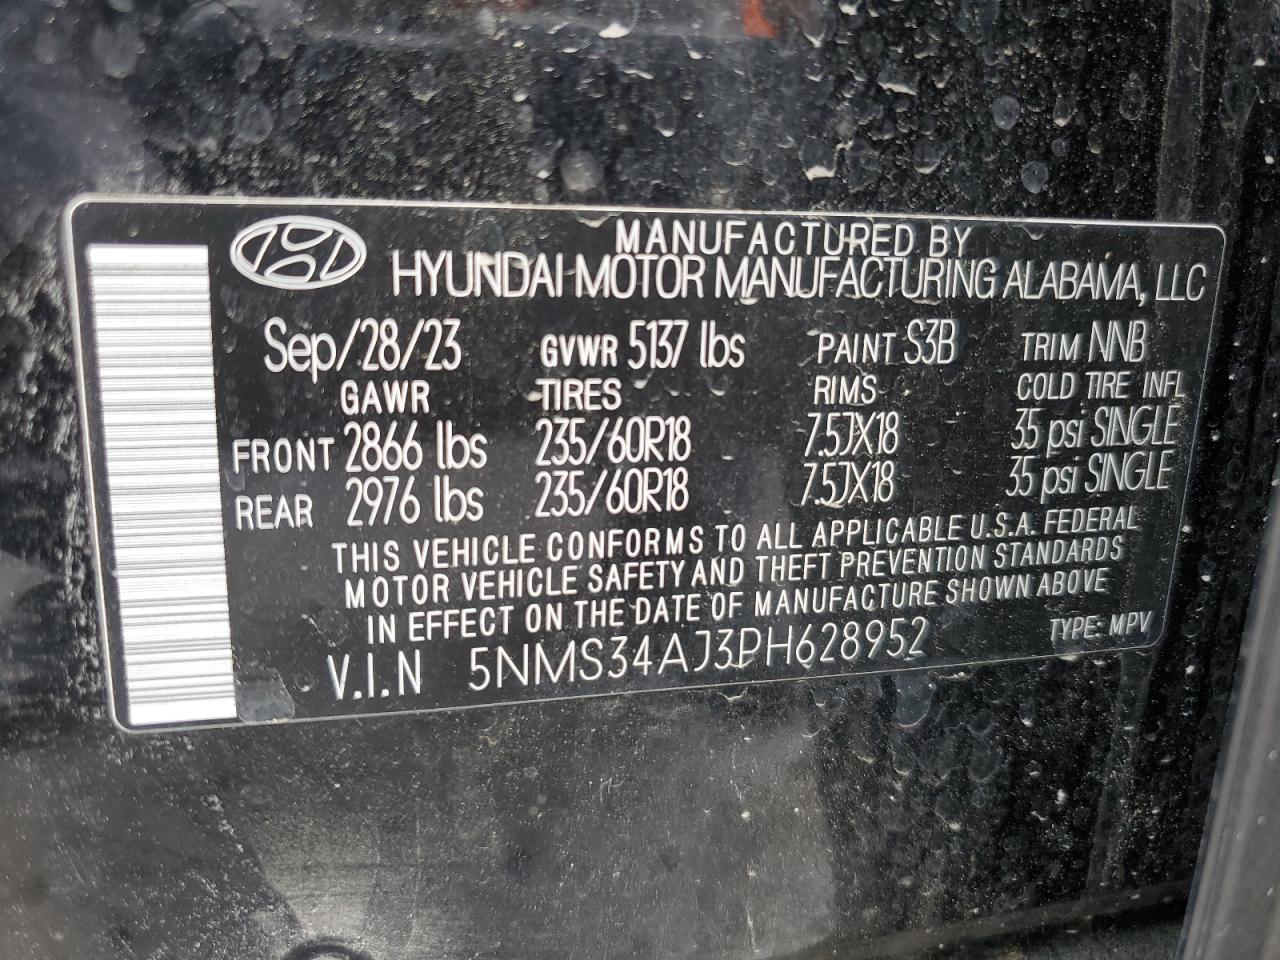 MANUFACTURED BY
HYUNDAI MOTOR MANUFACTURING ALABAMA, LLC
Sep/28/23 GVWR 5137 lbs PAINT S3B TRIM NNB
GAWR TIRES RIMS COLD TIRE INFL
FRONT 2866 lbs 235/60R18 7.5JX18 35 psi SINGLE
REAR 2976 lbs 235/60R18 7.5JX18 35 psi SINGLE
THIS VEHICLE CONFORMS TO ALL APPLICABLE U.S.A. FEDERAL
MOTOR VEHICLE SAFETY AND THEFT PREVENTION STANDARDS
IN EFFECT ON THE DATE OF MANUFACTURE SHOWN ABOVE
V.I.N 5NMS34AJ3PH628952 TYPE: MPV